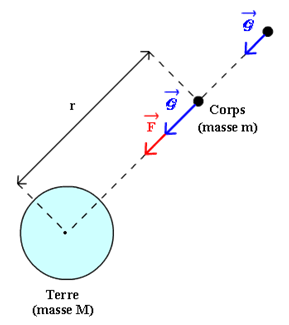 𝒢
r
𝒢
Corps
(masse m)
F
Terre
(masse M)